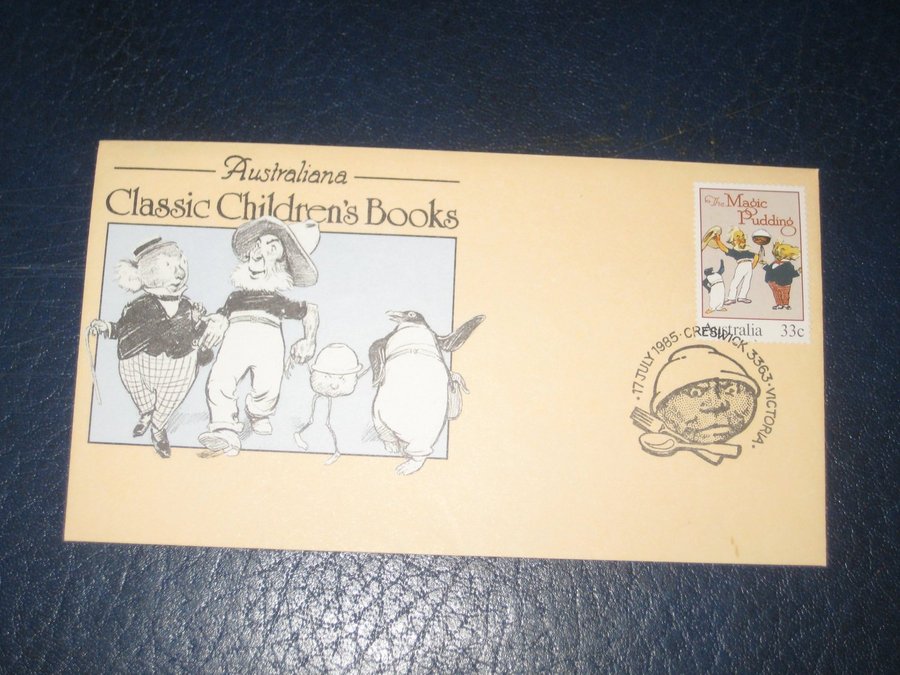 Australiana
Classic Children's Books
The Magic
Pudding
Australia 33c
·17 JULY 1985·CRESWICK 3363·VICTORIA·